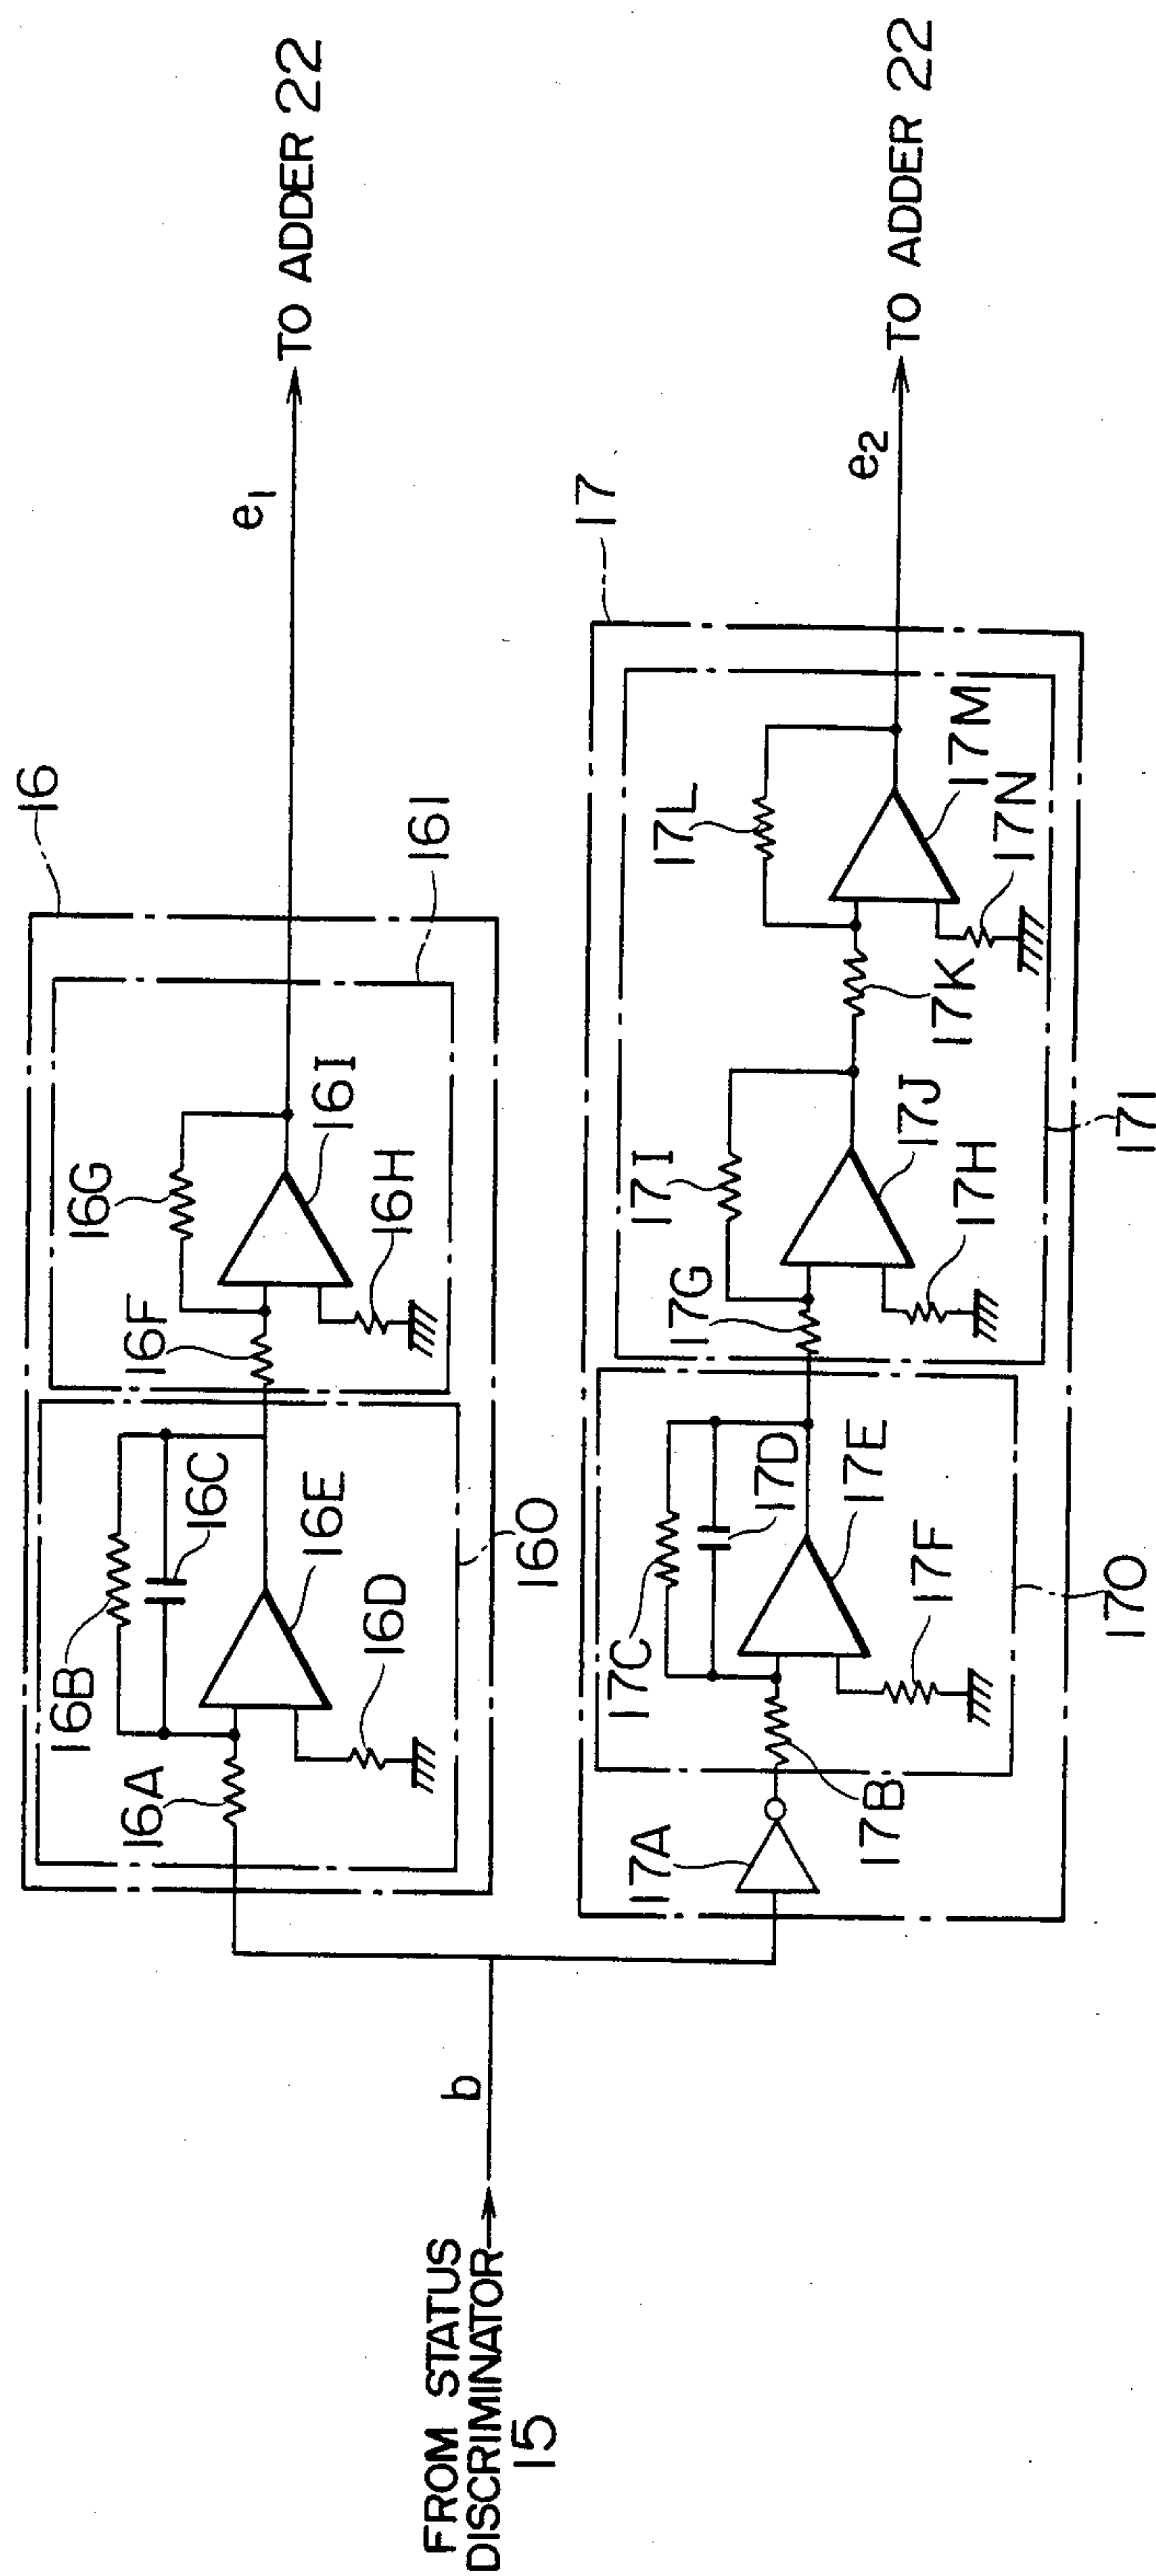 FROM STATUS
DISCRIMINATOR
15
b
16
160
161
16A
16B
16C
16D
16E
16F
16G
16H
16I
e1
TO ADDER 22
17
170
171
17A
17B
17C
17D
17E
17F
17G
17H
17I
17J
17K
17L
17M
17N
e2
TO ADDER 22